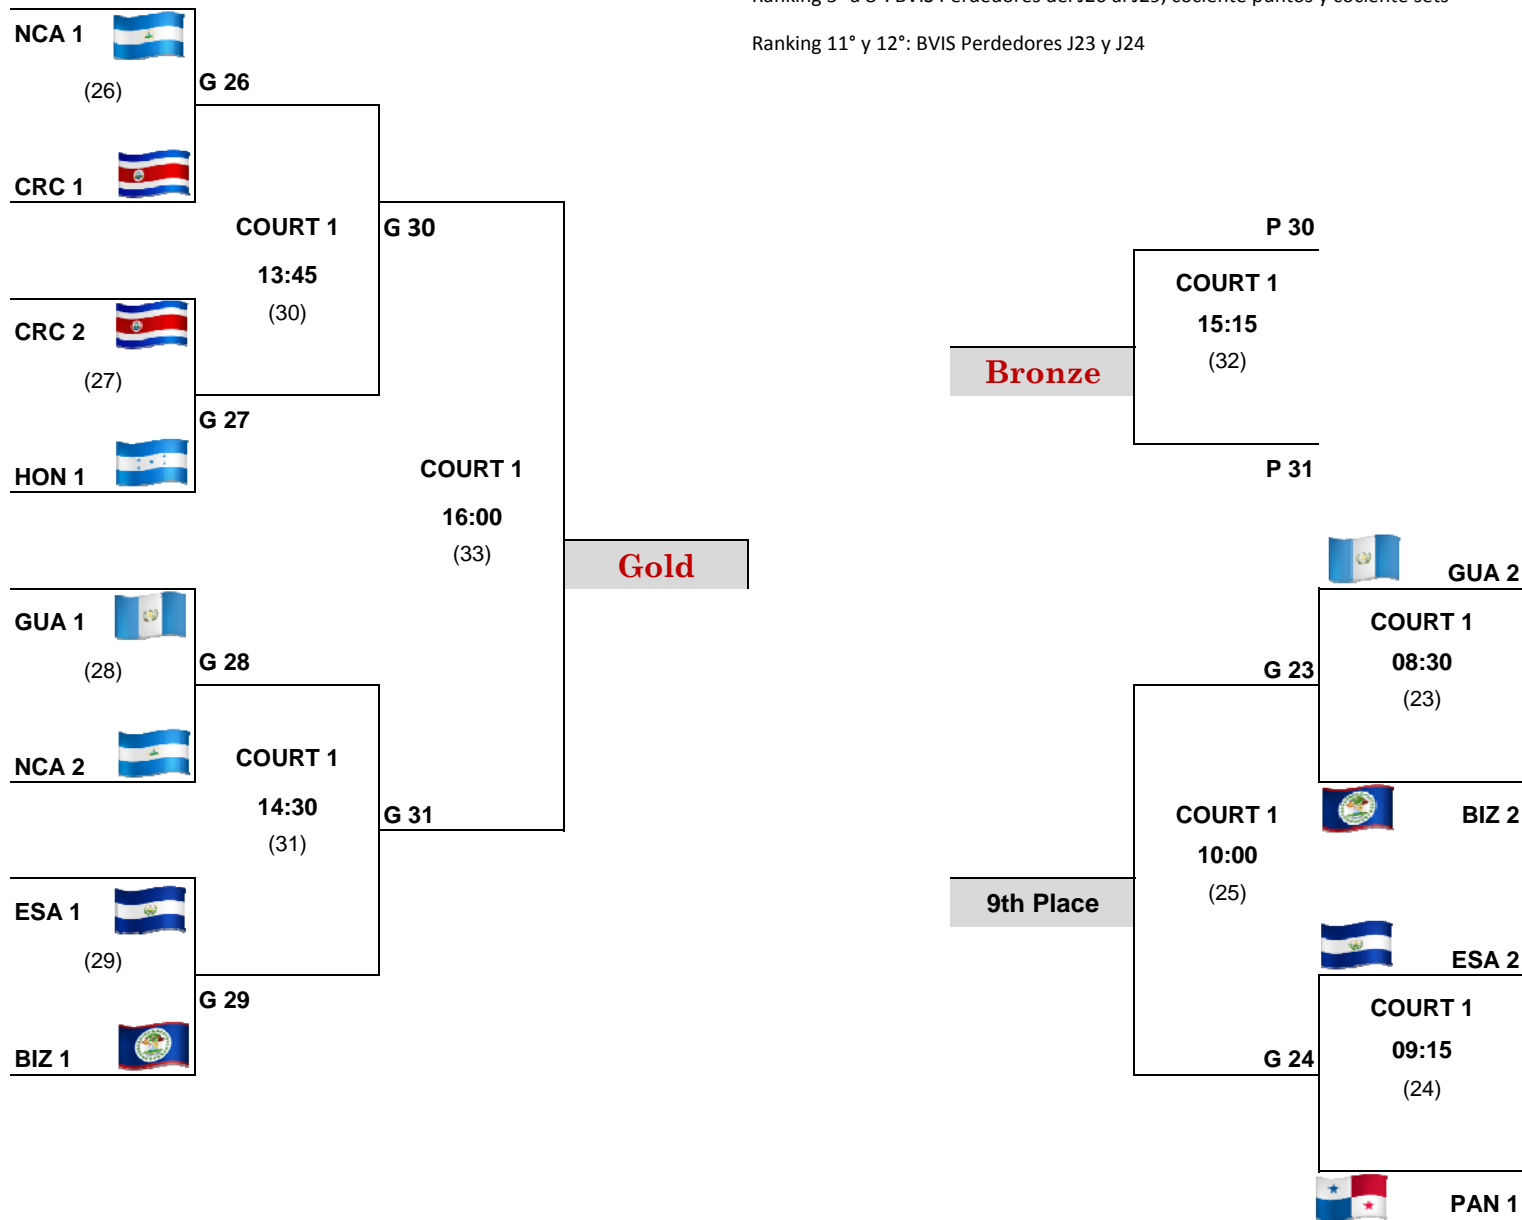 Ranking 11° y 12°: BVIS Perdedores J23 y J24
NCA 1
(26)
G 26
CRC 1
COURT 1
13:45
(30)
G 30
CRC 2
(27)
G 27
HON 1
COURT 1
16:00
(33)
Gold
GUA 1
(28)
G 28
NCA 2
COURT 1
14:30
(31)
G 31
ESA 1
(29)
G 29
BIZ 1
P 30
COURT 1
15:15
(32)
Bronze
P 31
GUA 2
COURT 1
08:30
(23)
G 23
BIZ 2
COURT 1
10:00
(25)
9th Place
ESA 2
COURT 1
09:15
(24)
G 24
PAN 1